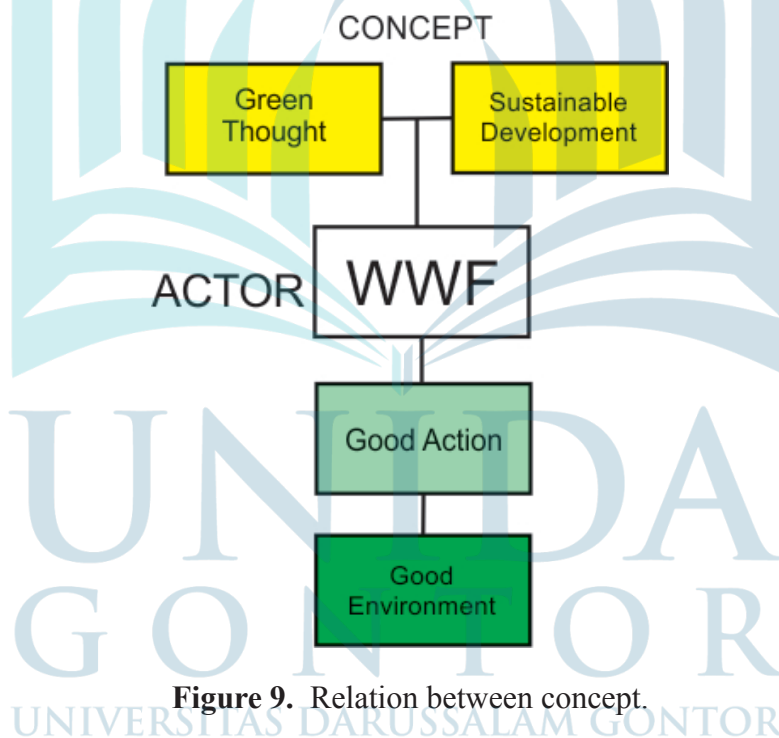 CONCEPT
Green
Thought
Sustainable
Development
ACTOR
WWF
Good Action
Good
Environment
UNIDA
GONTOR
Figure 9. Relation between concept.
UNIVERSITAS DARUSSALAM GONTOR